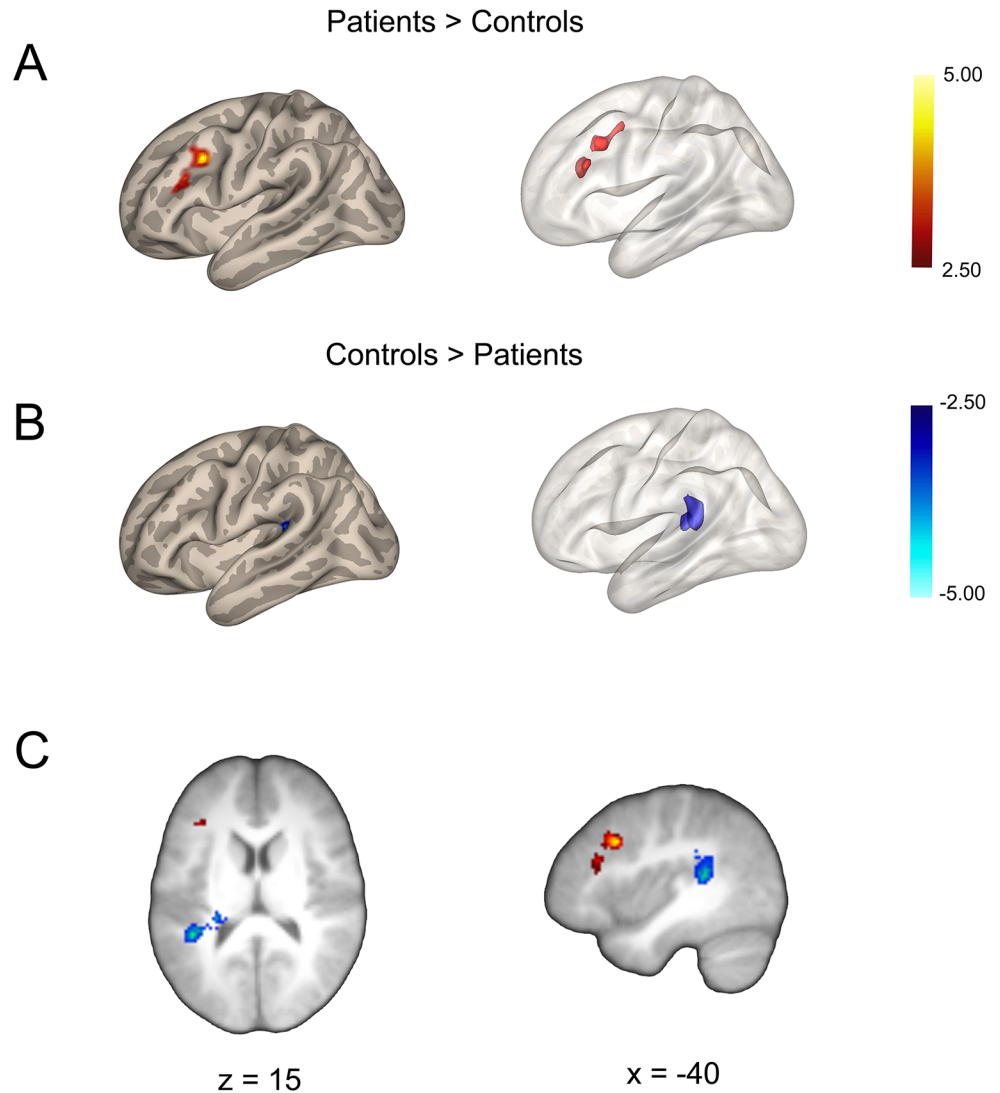 Patients > Controls
A
5.00
2.50
Controls > Patients
B
-2.50
-5.00
C
z = 15
x = -40